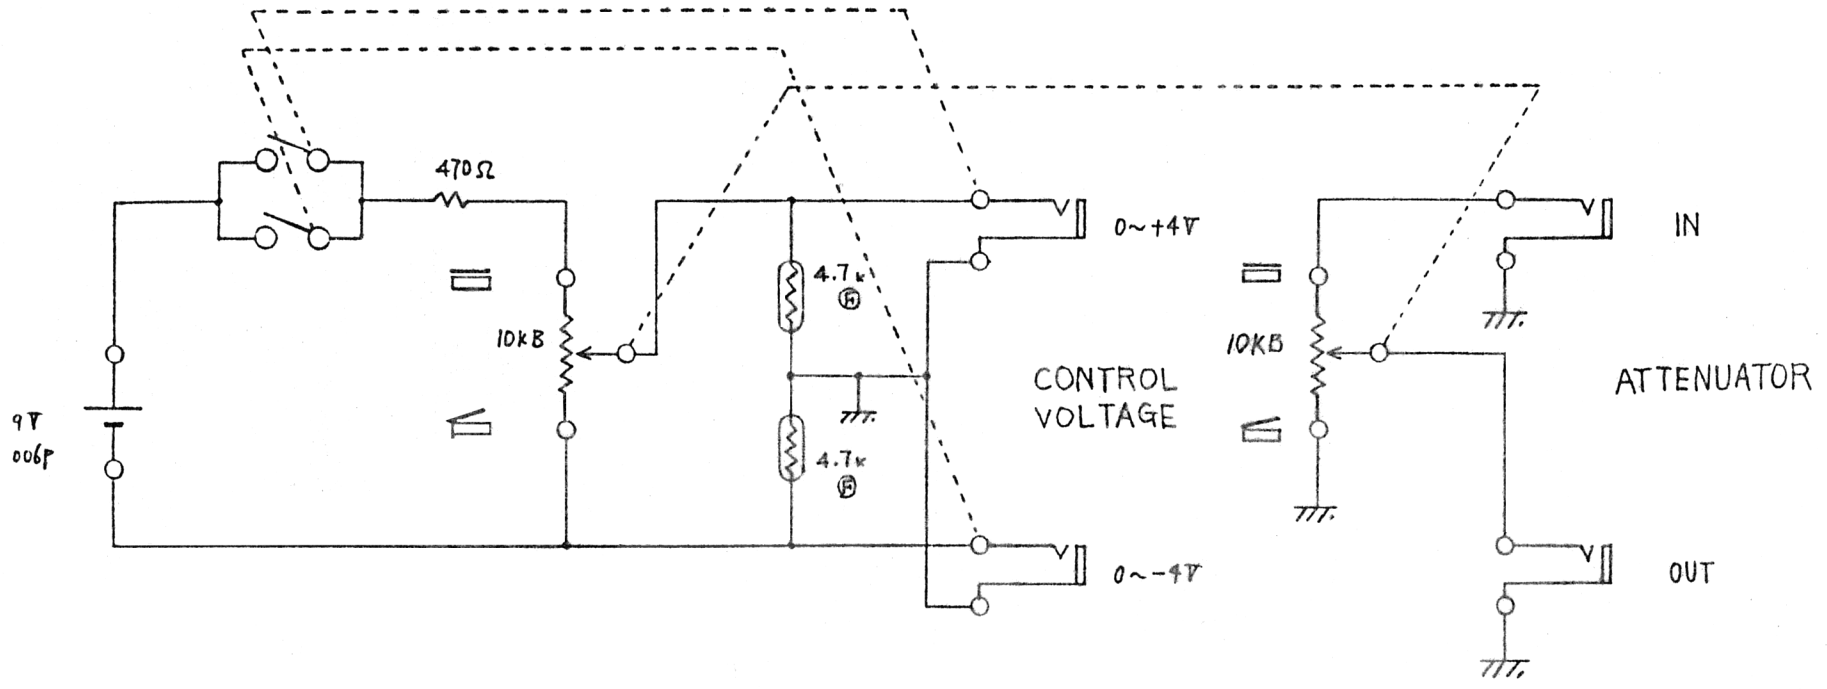 470Ω
0~+4V
IN
4.7k
F
10KB
10KB
CONTROL
VOLTAGE
ATTENUATOR
9V
006P
4.7k
F
0~-4V
OUT